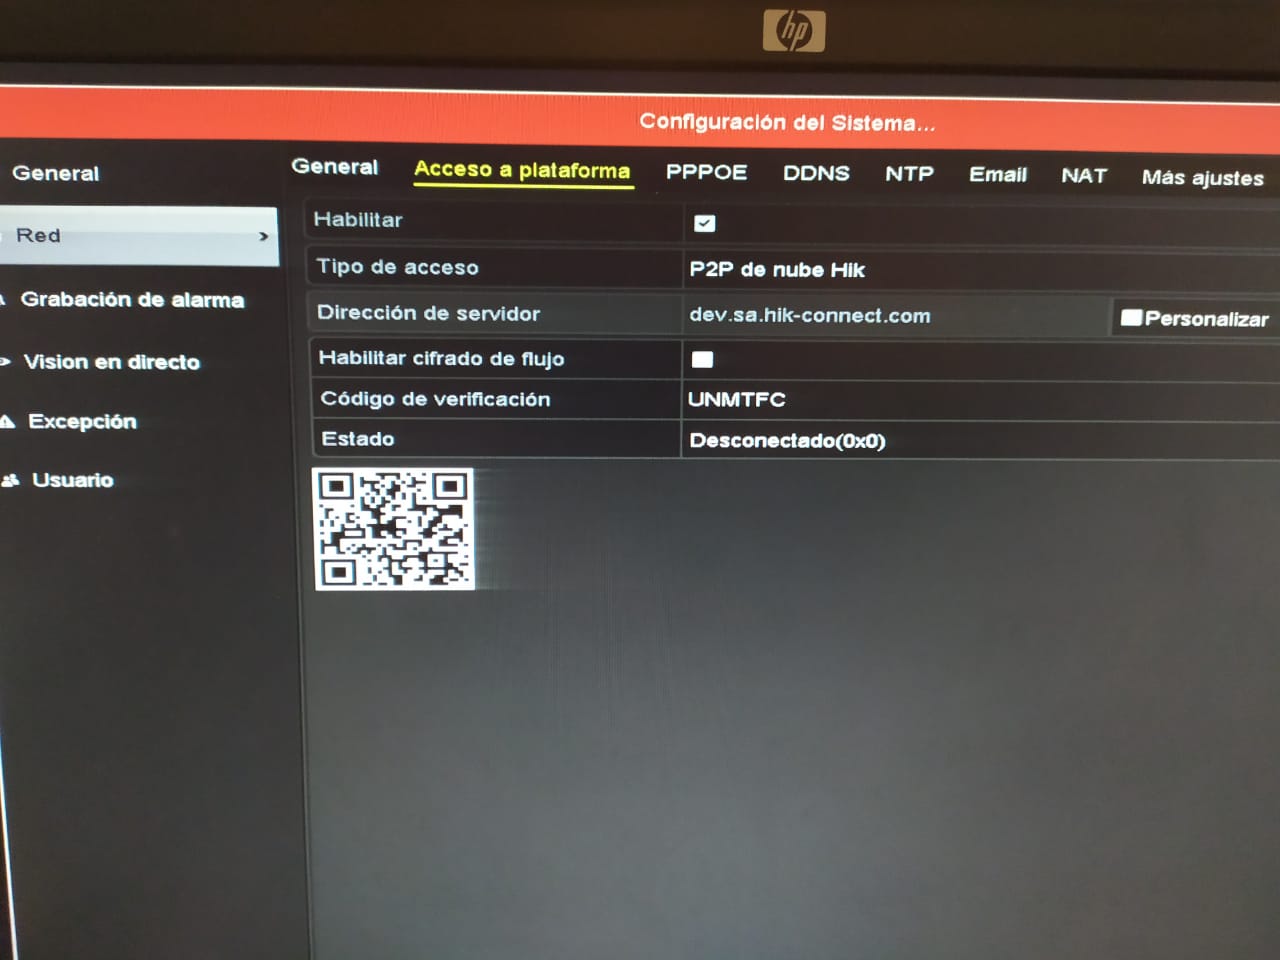 hp
Configuración del Sistema...
General
Red
Grabación de alarma
Vision en directo
Excepción
Usuario
General Acceso a plataforma PPPOE DDNS NTP Email NAT Más ajustes
Habilitar
Tipo de acceso P2P de nube Hik
Dirección de servidor dev.sa.hik-connect.com Personalizar
Habilitar cifrado de flujo
Código de verificación UNMTFC
Estado Desconectado(0x0)